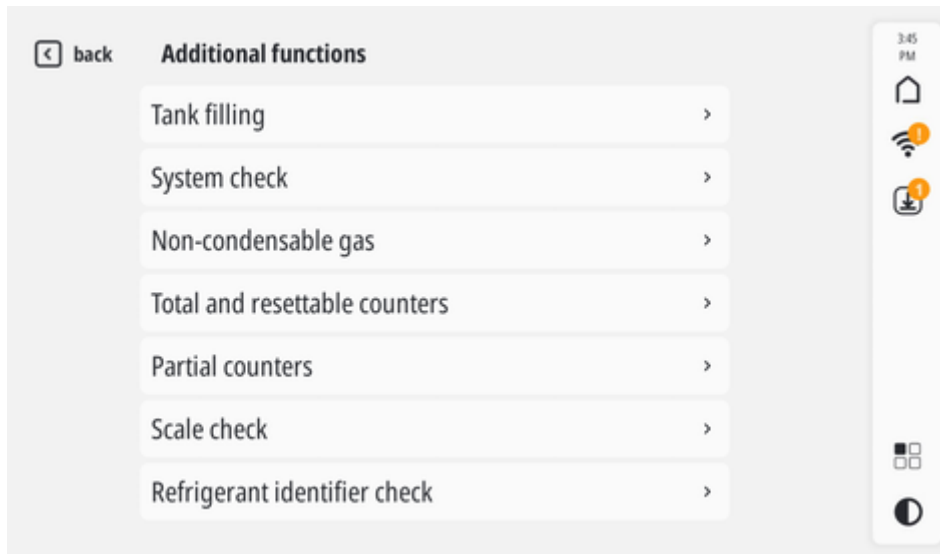 back
Additional functions
Tank filling
System check
Non-condensable gas
Total and resettable counters
Partial counters
Scale check
Refrigerant identifier check
3:45
PM
!
1